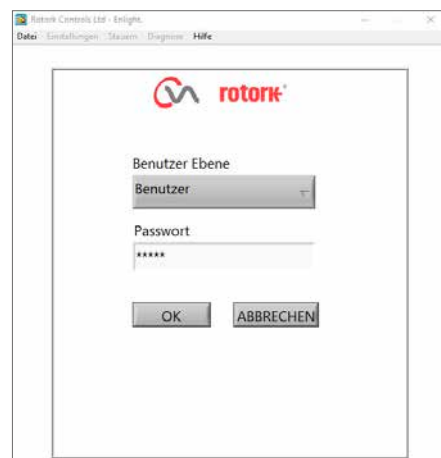 Rotork Controls Ltd - Enlight.
Datei Einstellungen Steuern Diagnose Hilfe
rotork®
Benutzer Ebene
Benutzer
Passwort
*****
OK ABBRECHEN